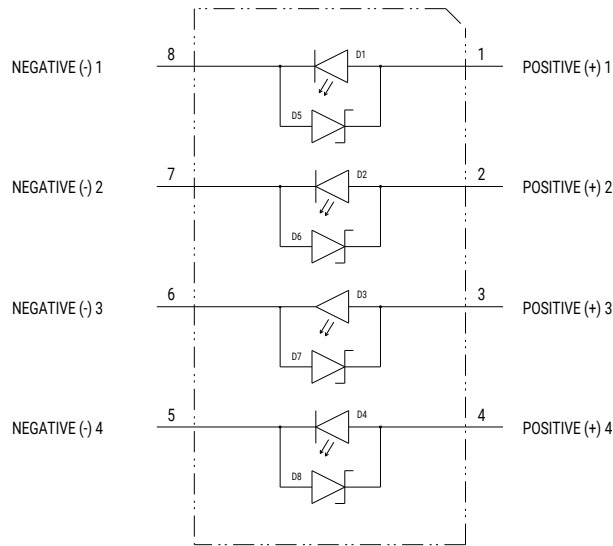 8 D1 1
NEGATIVE (-) 1 POSITIVE (+) 1
D5
7 D2 2
NEGATIVE (-) 2 POSITIVE (+) 2
D6
6 D3 3
NEGATIVE (-) 3 POSITIVE (+) 3
D7
5 D4 4
NEGATIVE (-) 4 POSITIVE (+) 4
D8